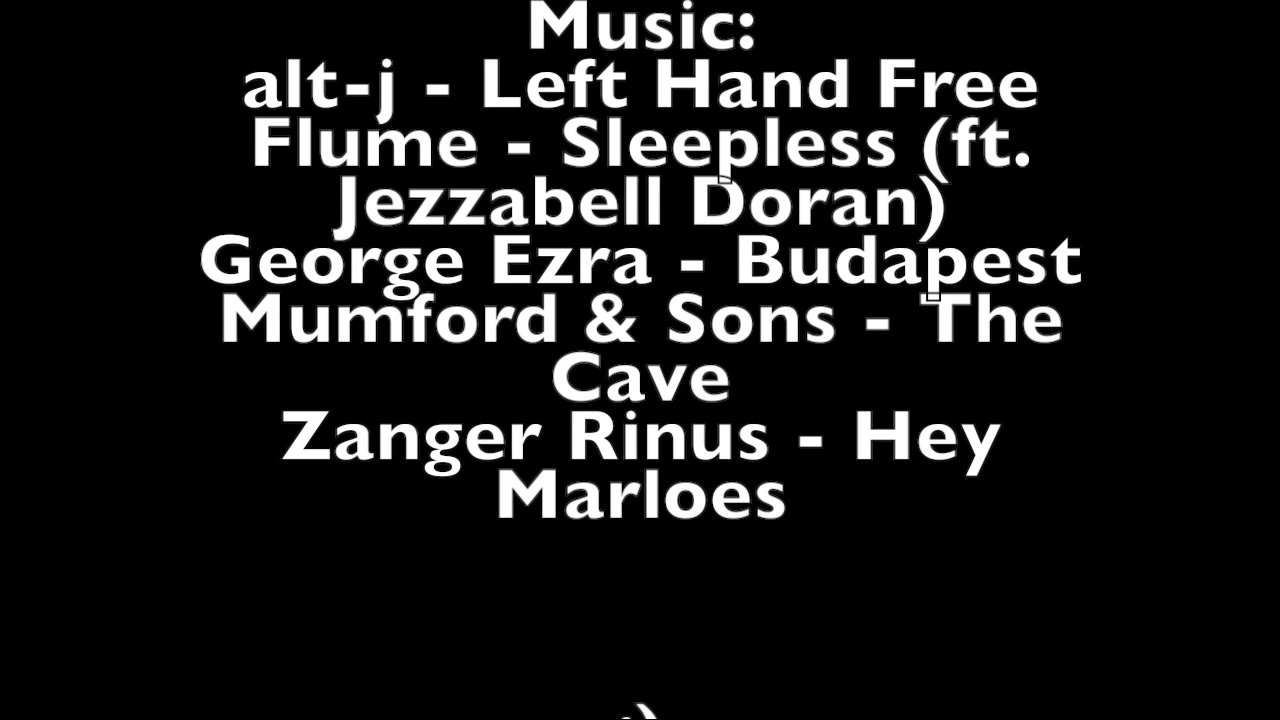 Music:
alt-j - Left Hand Free
Flume - Sleepless (ft.
Jezzabell Doran)
George Ezra - Budapest
Mumford & Sons - The
Cave
Zanger Rinus - Hey
Marloes
:)